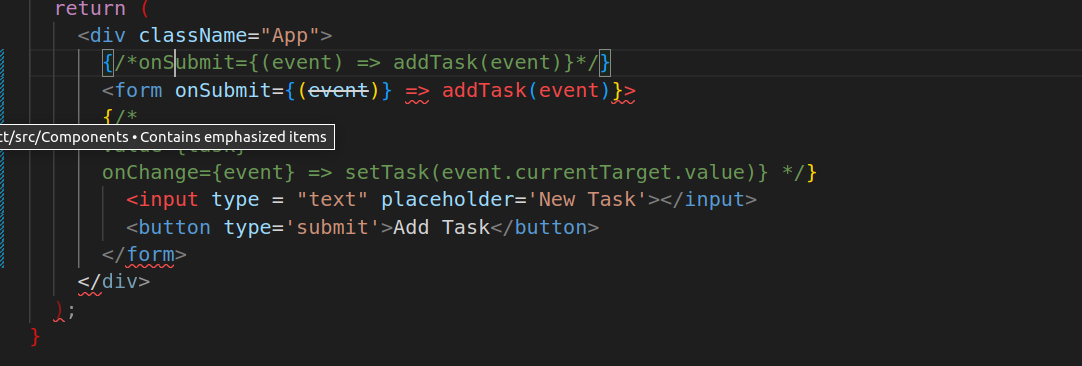 return (
<div className="App">
{/*onSubmit={(event) => addTask(event)}*/}
<form onSubmit={(event)} => addTask(event)}>
{/*
ct/src/Components • Contains emphasized items
onChange={event} => setTask(event.currentTarget.value)} */}
<input type = "text" placeholder='New Task'></input>
<button type='submit'>Add Task</button>
</form>
</div>
);
}